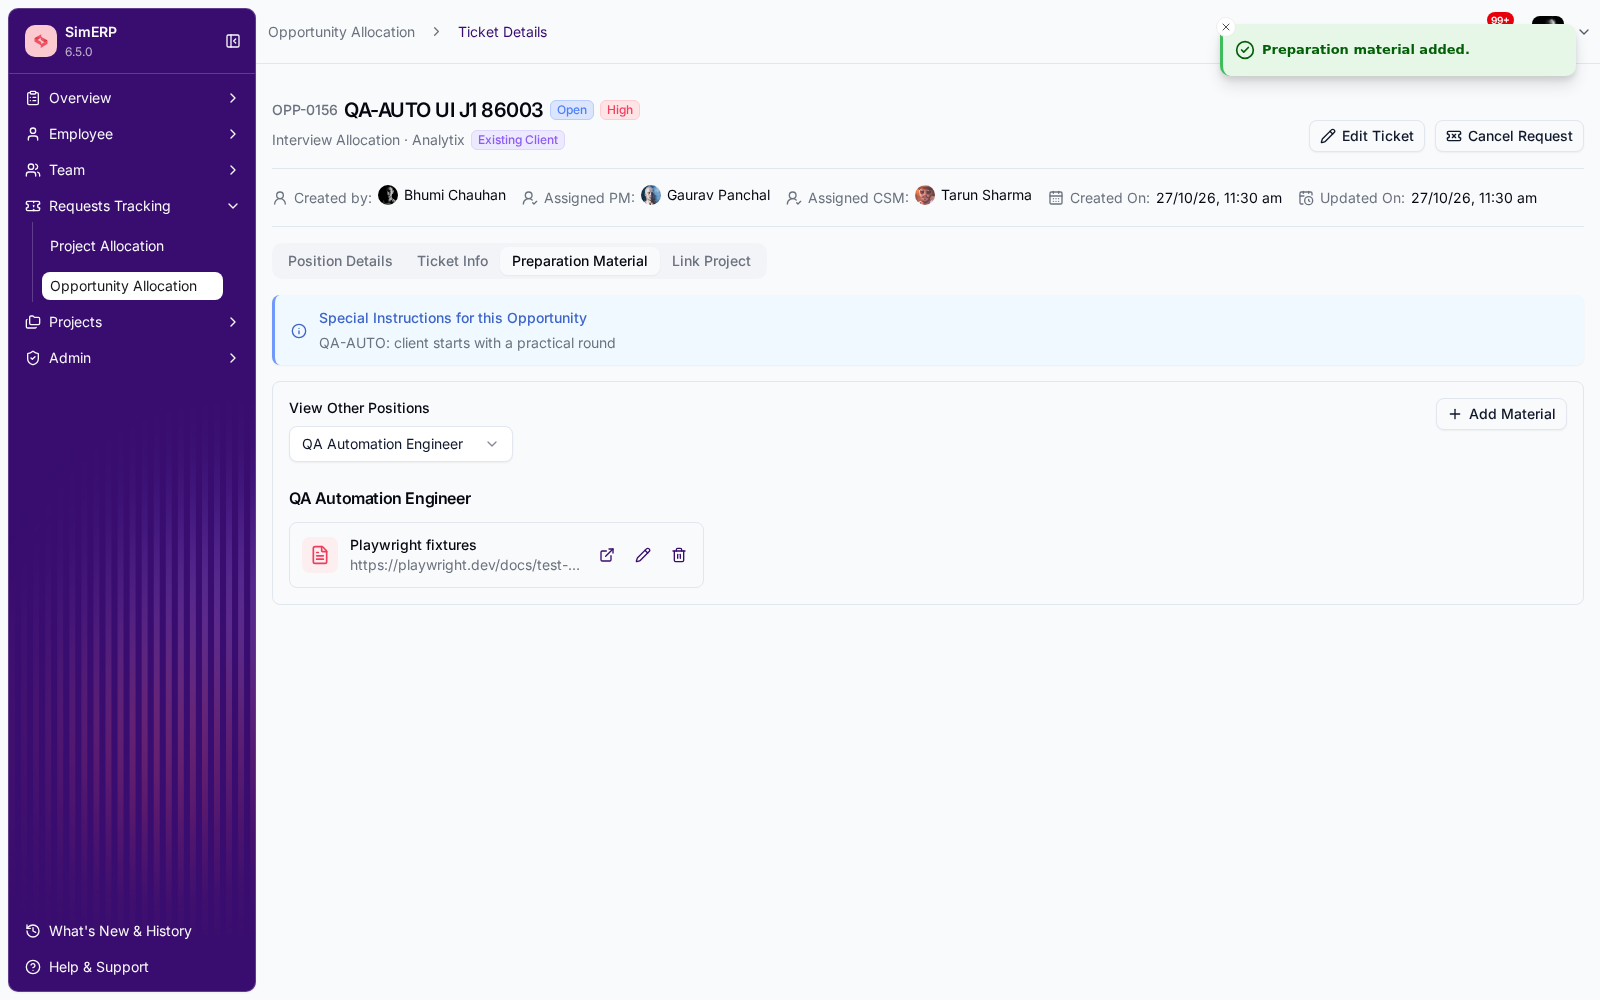 SimERP
6.5.0
Overview
Employee
Team
Requests Tracking
Project Allocation
Opportunity Allocation
Projects
Admin
What's New & History
Help & Support
Opportunity Allocation
Ticket Details
99+
Preparation material added.
OPP-0156 QA-AUTO UI J1 86003 Open High
Interview Allocation · Analytix Existing Client
Edit Ticket
Cancel Request
Created by: Bhumi Chauhan Assigned PM: Gaurav Panchal Assigned CSM: Tarun Sharma Created On: 27/10/26, 11:30 am Updated On: 27/10/26, 11:30 am
Position Details Ticket Info Preparation Material Link Project
Special Instructions for this Opportunity
QA-AUTO: client starts with a practical round
View Other Positions
Add Material
QA Automation Engineer
QA Automation Engineer
Playwright fixtures
https://playwright.dev/docs/test-...